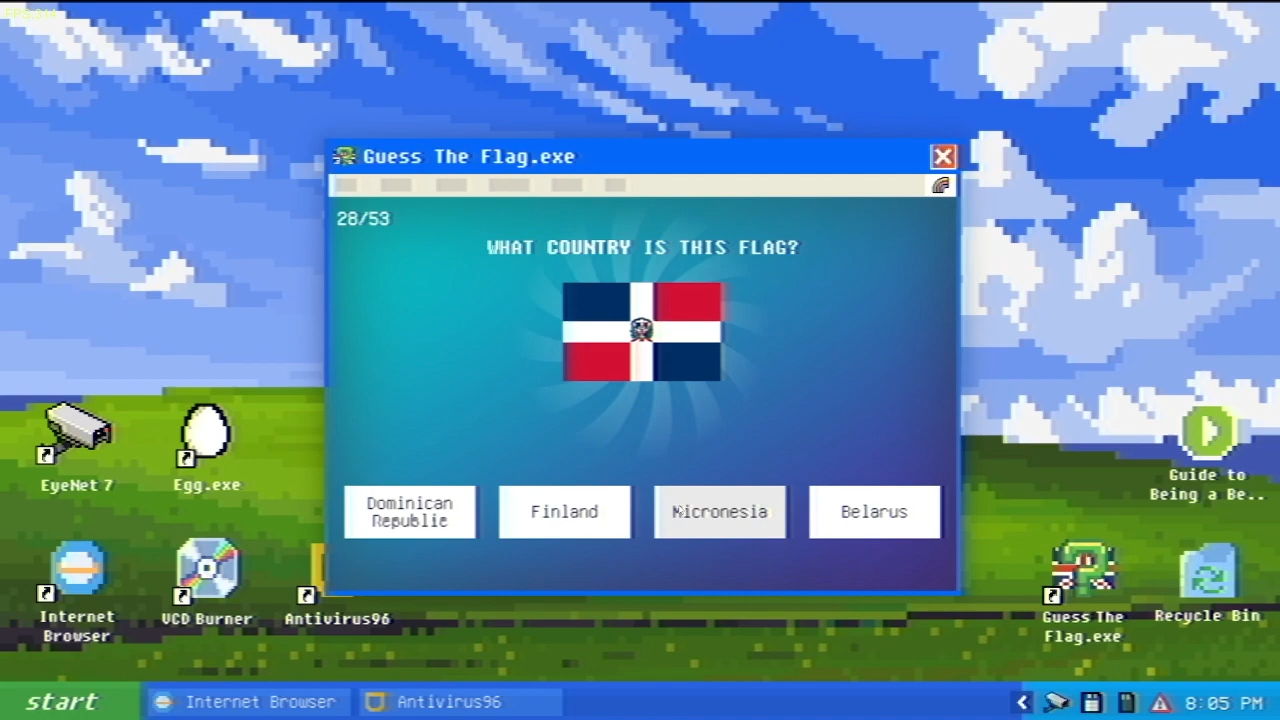 Guess The Flag.exe
28/53
WHAT COUNTRY IS THIS FLAG?
Dominican
Republic
Finland
Micronesia
Belarus
EyeNet 7
Egg.exe
Guide to
Being a Be..
Internet
Browser
VCD Burner
Antivirus96
Guess The
Flag.exe
Recycle Bin
start
Internet Browser
Antivirus96
8:05 PM